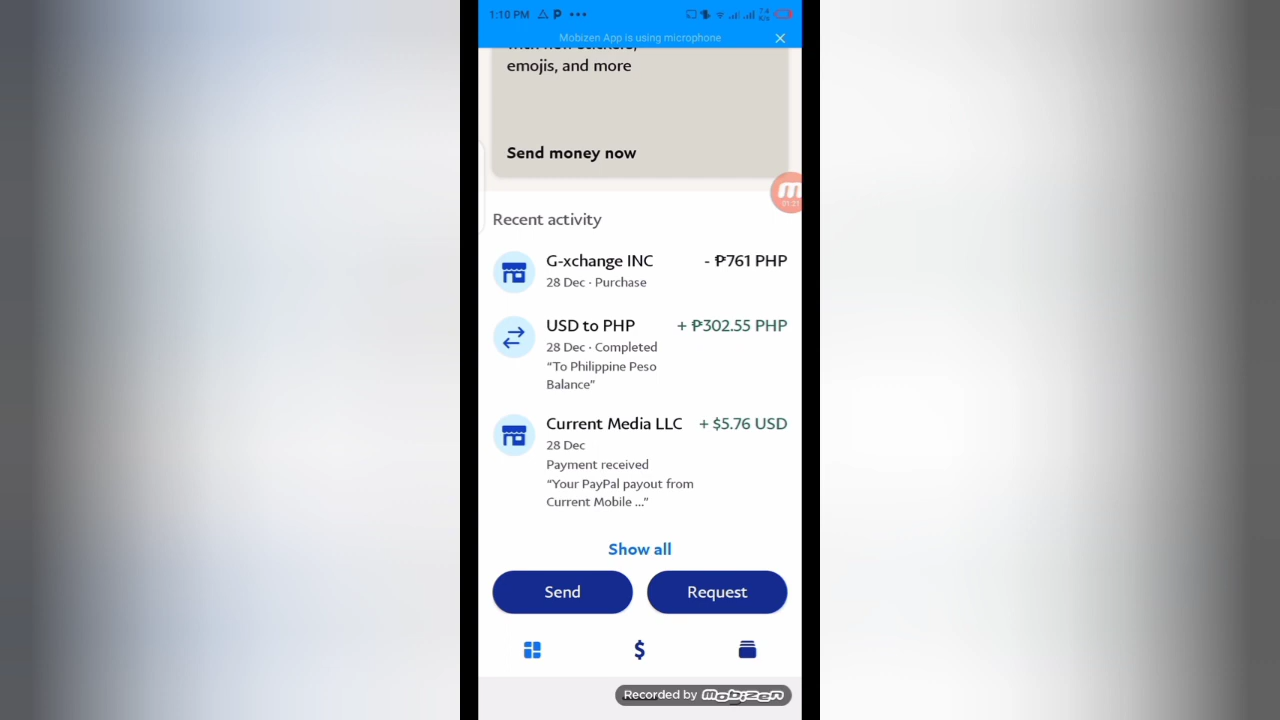 1:10 PM
Mobizen App is using microphone
emojis, and more
Send money now
01:21
Recent activity
G-xchange INC - ₱761 PHP
28 Dec · Purchase
USD to PHP + ₱302.55 PHP
28 Dec · Completed
“To Philippine Peso
Balance”
Current Media LLC + $5.76 USD
28 Dec
Payment received
“Your PayPal payout from
Current Mobile ...”
Show all
Send Request
Recorded by mobizen